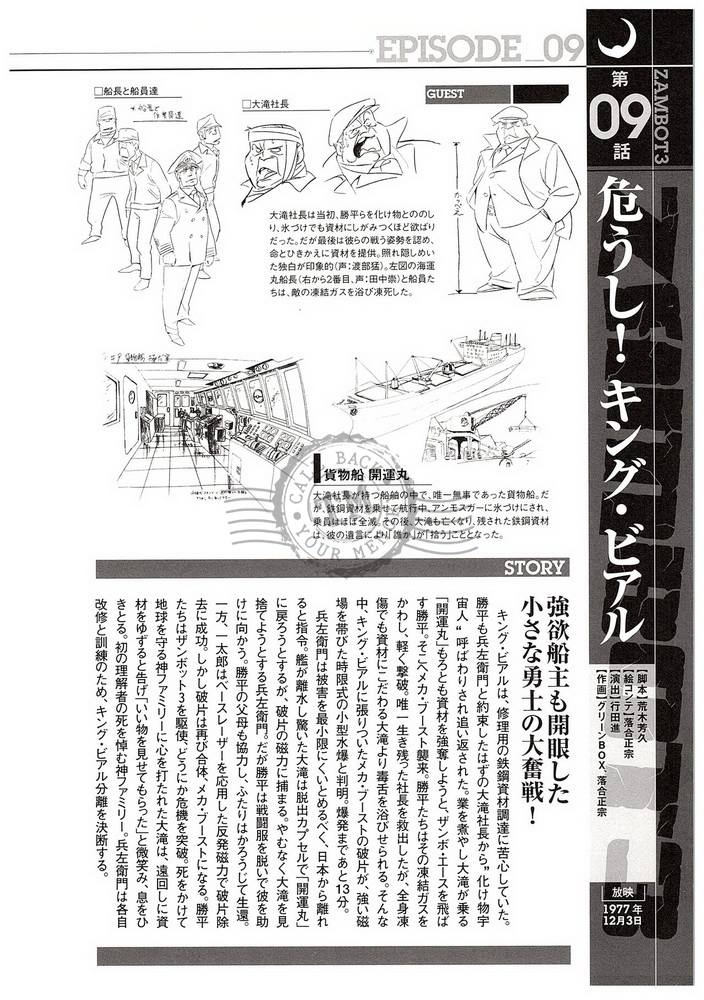 EPISODE_09
ZAMBOT3
第
09
話
危うし！キング・ビアル
【脚本】荒木芳久
【絵コンテ】落合正宗
【演出】行田進
【作画】グリーンBOX、落合正宗
放映
1977年
12月3日
GUEST
□船長と船員達
□大滝社長
大滝社長は当初、勝平らを化け物とののし
り、氷づけでも資材にしがみつくほど欲ばり
だった。だが最後は彼らの戦う姿勢を認め、
命とひきかえに資材を提供。照れ隠しめい
た独白が印象的（声：渡部猛）。左図の海運
丸船長（右から2番目、声：田中崇）と船員た
ちは、敵の凍結ガスを浴び凍死した。
貨物船 開運丸
大滝社長が持つ船舶の中で、唯一無事であった貨物船。だ
が、鉄鋼資材を乗せて航行中、アンモスガーに氷づけにされ、
乗員はほぼ全滅。その後、大滝も亡くなり、残された鉄鋼資材
は、彼の遺言により「誰か」が「拾う」こととなった。
CALL BACK
YOUR MEM
STORY
強欲船主も開眼した
小さな勇士の大奮戦！
キング・ビアルは、修理用の鉄鋼資材調達に苦心していた。
勝平も兵左衛門と約束したはずの大滝社長から“化け物宇
宙人”呼ばわりされ追い返された。業を煮やし大滝が乗る
「開運丸」もろとも資材を強奪しようと、ザンボ・エースを飛ば
す勝平。そこへメカ・ブースト襲来。勝平たちはその凍結ガスを
かわし、軽く撃破。唯一生き残った社長を救出したが、全身凍
傷でも資材にこだわる大滝より毒舌を浴びせられる。そんな
中、キング・ビアルに張りついたメカ・ブーストの破片が、強い磁
場を帯びた時限式の小型水爆と判明。爆発まであと13分。
兵左衛門は被害を最小限にくいとめるべく、日本から離れ
ると指令。艦が離水し驚いた大滝は脱出カプセルで「開運丸」
に戻ろうとするが、破片の磁力に捕まる。やむなく大滝を見
捨てようとする兵左衛門。だが勝平は戦闘服を脱いで彼を助
けに向かう。勝平の父母も協力し、ふたりはかろうじて生還。
一方、一太郎はベースレーザーを応用した反発磁力で破片除
去に成功。しかし破片は再び合体、メカ・ブーストになる。勝平
たちはザンボット3を駆使、どうにか危機を突破。死をかけて
地球を守る神ファミリーに心を打たれた大滝は、遠回しに資
材をゆずると告げ「いい物を見せてもらった」と微笑み、息をひ
きとる。初の理解者の死を悼む神ファミリー。兵左衛門は各自
改修と訓練のため、キング・ビアル分離を決断する。